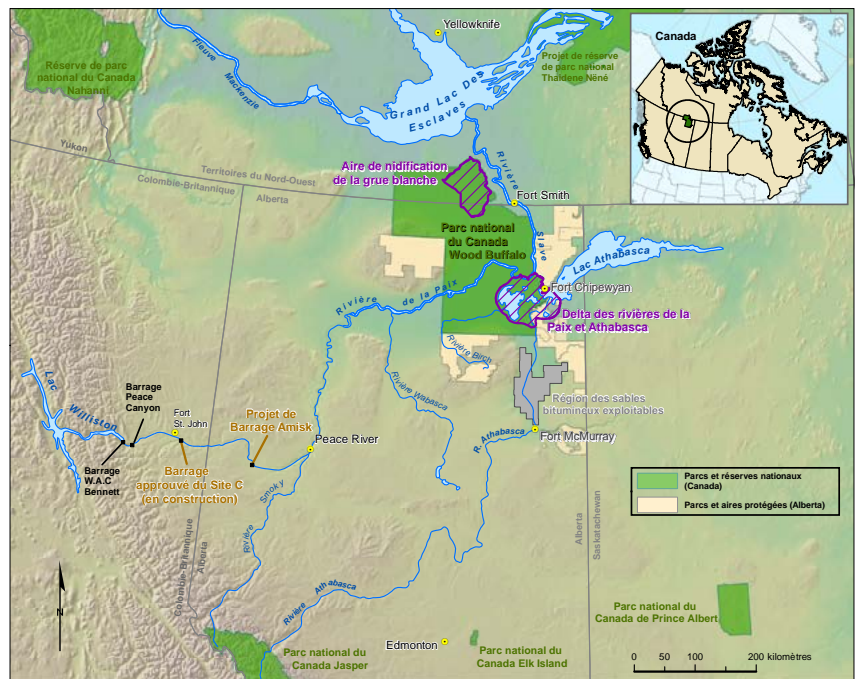 Yellowknife
Canada
Réserve de parc
national du Canada
Nahanni
Fleuve
Mackenzie
Grand Lac Des
Esclaves
Projet de réserve
de parc national
Thaidene Nëné
Yukon
Territoires du Nord-Ouest
Colombie-Britannique
Alberta
Aire de nidification
de la grue blanche
Rivière
Slave
Fort Smith
Parc national
du Canada
Wood Buffalo
Lac Athabasca
Fort Chipewyan
Rivière de la Paix
Delta des rivières de la
Paix et Athabasca
Rivière Birch
Rivière Wabasca
Région des sables
bitumineux exploitables
Lac
Williston
Barrage
Peace
Canyon
Fort
St. John
Projet de
Barrage Amisk
Peace River
R. Athabasca
Fort McMurray
Barrage
W.A.C
Bennett
Barrage
approuvé du Site C
(en construction)
Rivière Smoky
Parcs et réserves nationaux
(Canada)
Parcs et aires protégées (Alberta)
Colombie-Britannique
Alberta
Alberta
Saskatchewan
N
Rivière Athabasca
Parc national du
Canada de Prince Albert
Edmonton
Parc national du
Canada Jasper
Parc national du
Canada Elk Island
0 50 100 200 kilomètres